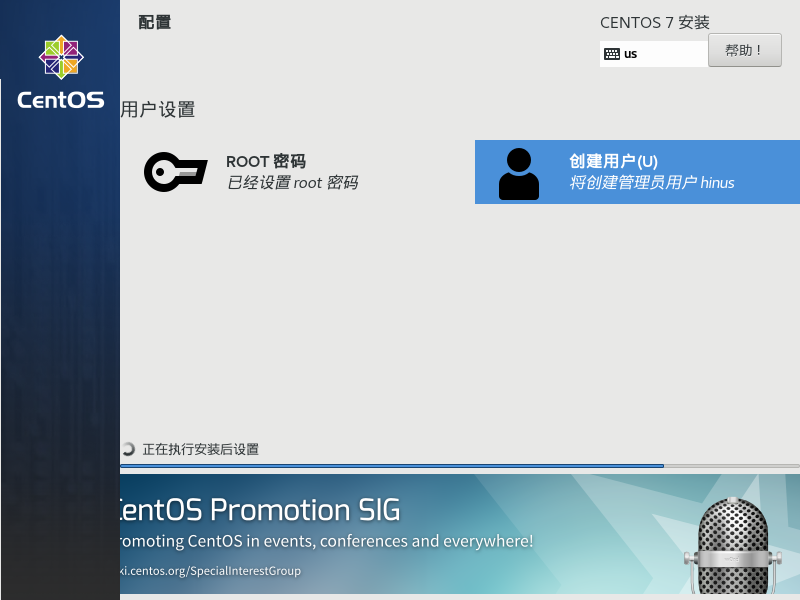 配置
CENTOS 7 安装
us
帮助！
CentOS
用户设置
ROOT 密码
已经设置 root 密码
创建用户(U)
将创建管理员用户 hinus
正在执行安装后设置
CentOS Promotion SIG
romoting CentOS in events, conferences and everywhere!
ki.centos.org/SpecialInterestGroup